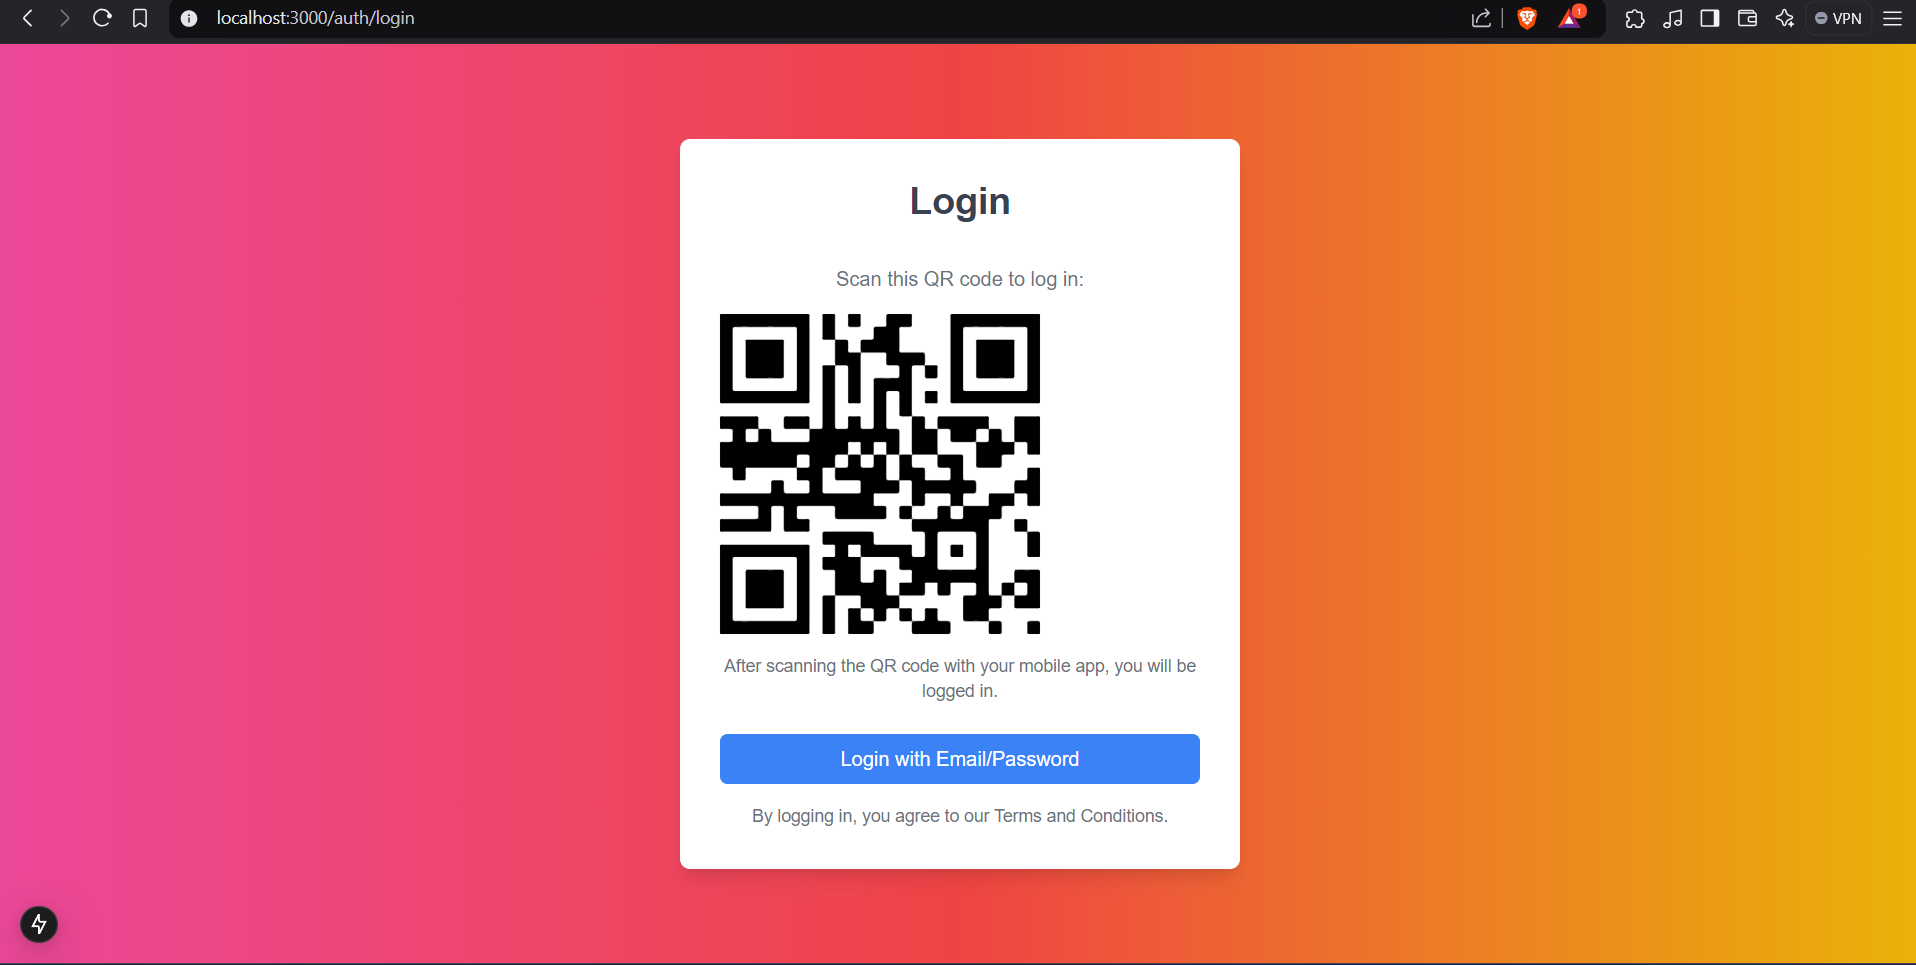 localhost:3000/auth/login
1
VPN
Login
Scan this QR code to log in:
After scanning the QR code with your mobile app, you will be
logged in.
Login with Email/Password
By logging in, you agree to our Terms and Conditions.